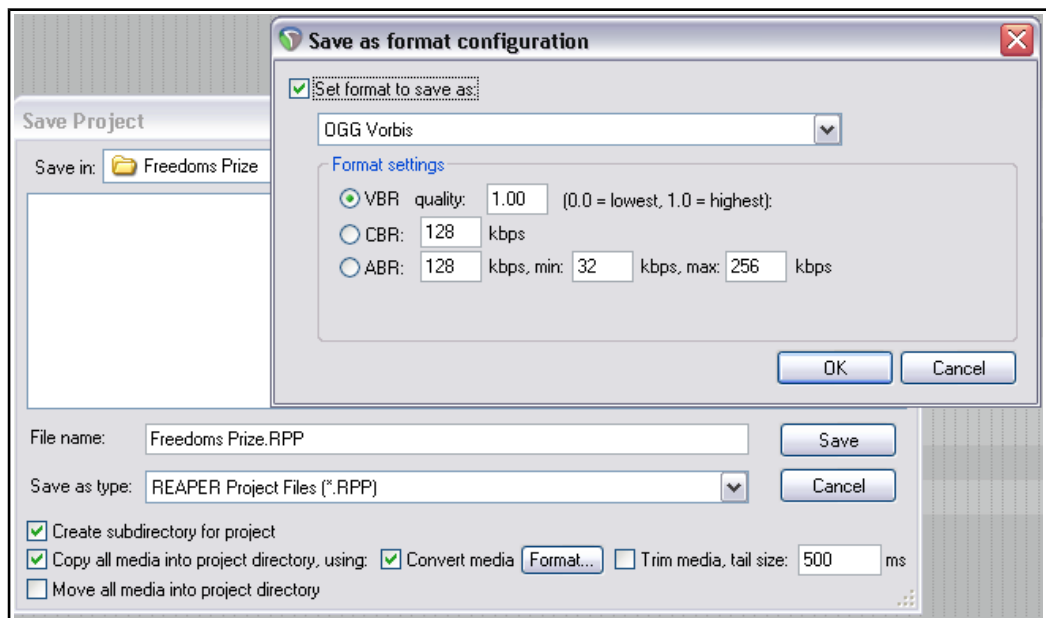 Save as format configuration
Set format to save as:
OGG Vorbis
Format settings
VBR quality: 1.00 (0.0 = lowest, 1.0 = highest):
CBR: 128 kbps
ABR: 128 kbps, min: 32 kbps, max: 256 kbps
OK Cancel
Save Project
Save in: Freedoms Prize
File name: Freedoms Prize.RPP Save
Save as type: REAPER Project Files (*.RPP) Cancel
Create subdirectory for project
Copy all media into project directory, using: Convert media Format... Trim media, tail size: 500 ms
Move all media into project directory